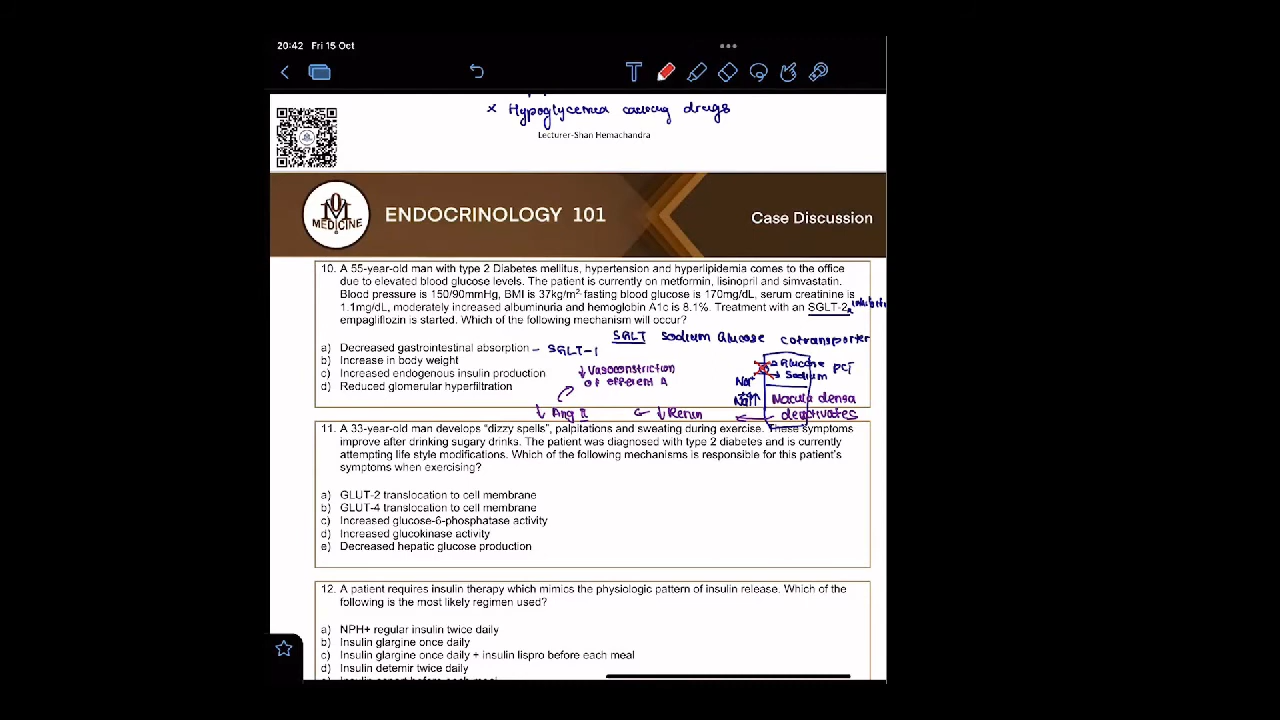 20:42 Fri 15 Oct
x Hypoglycemia causing drugs
Lecturer-Shan Hemachandra
MEDICINE
ENDOCRINOLOGY 101
Case Discussion
10. A 55-year-old man with type 2 Diabetes mellitus, hypertension and hyperlipidemia comes to the office
due to elevated blood glucose levels. The patient is currently on metformin, lisinopril and simvastatin.
Blood pressure is 150/90mmHg, BMI is 37kg/m²-fasting blood glucose is 170mg/dL, serum creatinine is
1.1mg/dL, moderately increased albuminuria and hemoglobin A1c is 8.1%. Treatment with an SGLT-2
empagliflozin is started. Which of the following mechanism will occur?
SGLT Sodium Glucose cotransporter
a) Decreased gastrointestinal absorption - SGLT-1
b) Increase in body weight
c) Increased endogenous insulin production
d) Reduced glomerular hyperfiltration
↓ Vasoconstriction
of efferent A
Glucose
Sodium
PCT
Na+
Na+↑
Macula densa
deactivates
↓ Renin
↓ Ang II
11. A 33-year-old man develops “dizzy spells”, palpitations and sweating during exercise. These symptoms
improve after drinking sugary drinks. The patient was diagnosed with type 2 diabetes and is currently
attempting life style modifications. Which of the following mechanisms is responsible for this patient’s
symptoms when exercising?
a) GLUT-2 translocation to cell membrane
b) GLUT-4 translocation to cell membrane
c) Increased glucose-6-phosphatase activity
d) Increased glucokinase activity
e) Decreased hepatic glucose production
12. A patient requires insulin therapy which mimics the physiologic pattern of insulin release. Which of the
following is the most likely regimen used?
a) NPH+ regular insulin twice daily
b) Insulin glargine once daily
c) Insulin glargine once daily + insulin lispro before each meal
d) Insulin detemir twice daily